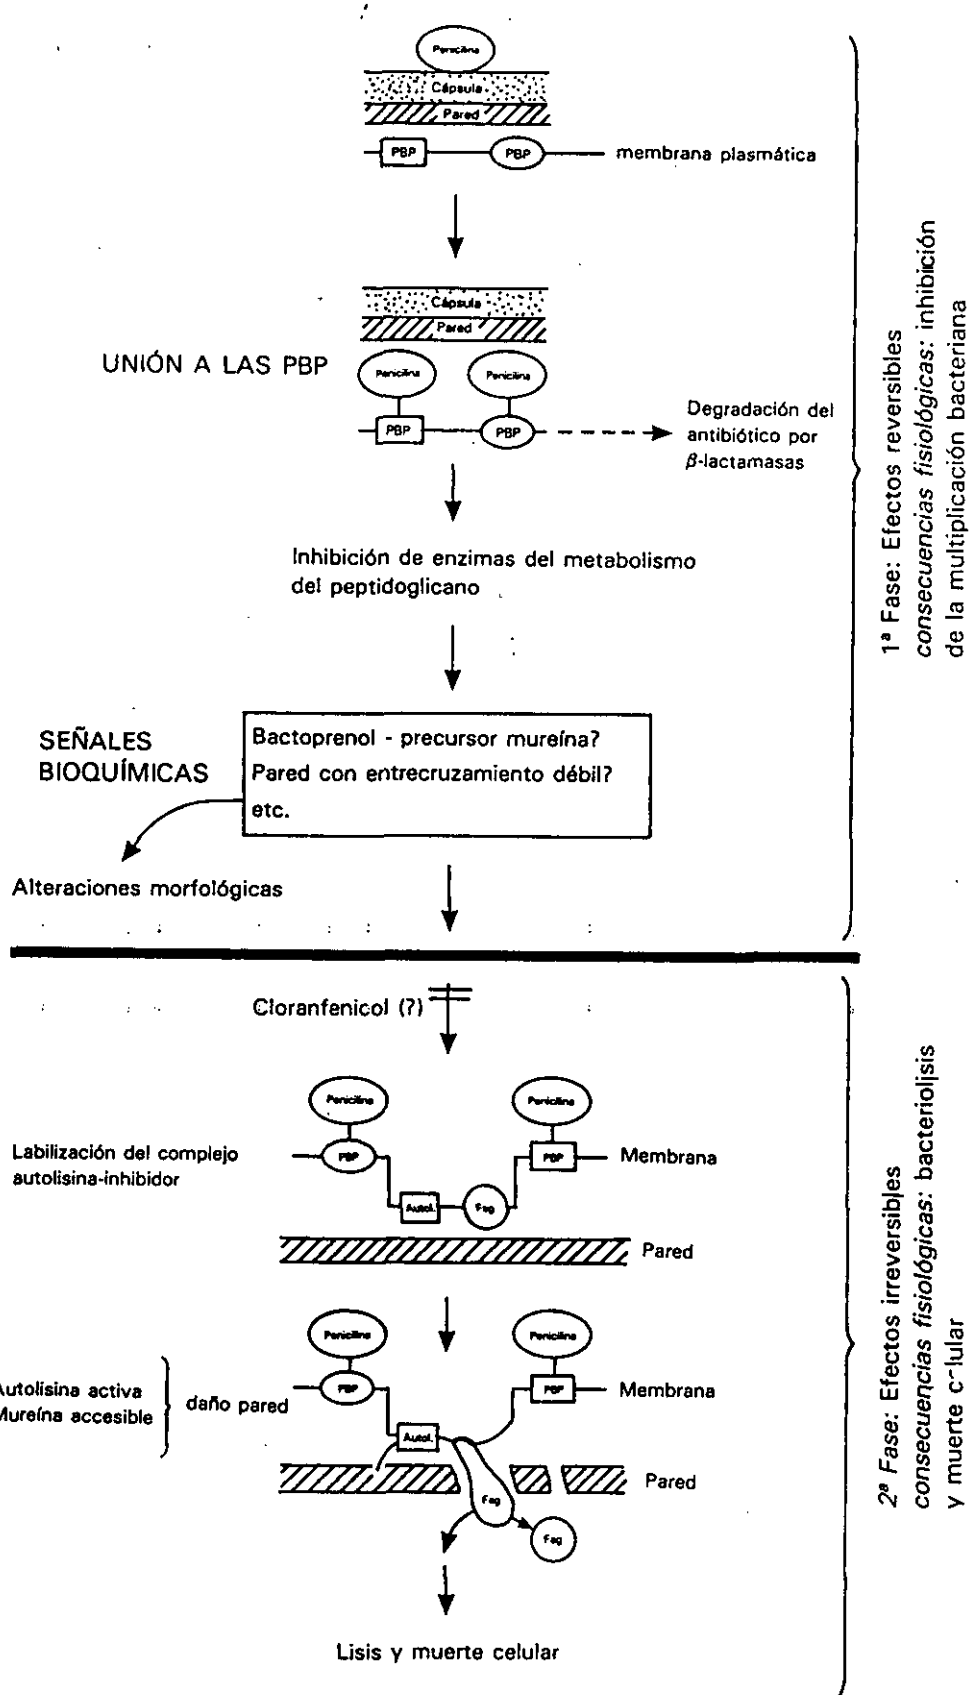 Penicilina
Cápsula
Pared
PBP
PBP
membrana plasmática
Cápsula
Pared
UNIÓN A LAS PBP
Penicilina
Penicilina
PBP
PBP
Degradación del
antibiótico por
β-lactamasas
Inhibición de enzimas del metabolismo
del peptidoglicano
SEÑALES
BIOQUÍMICAS
Bactoprenol - precursor mureína?
Pared con entrecruzamiento débil?
etc.
Alteraciones morfológicas
1ª Fase: Efectos reversibles
consecuencias fisiológicas: inhibición
de la multiplicación bacteriana
Cloranfenicol (?)
Penicilina
Penicilina
Labilización del complejo
autolisina-inhibidor
PBP
PBP
Membrana
Autol.
Fag
Pared
Penicilina
Penicilina
Autolisina activa
Mureína accesible
daño pared
PBP
PBP
Membrana
Autol.
Pared
Fag
Fag
Lisis y muerte celular
2ª Fase: Efectos irreversibles
consecuencias fisiológicas: bacteriolisis
y muerte celular